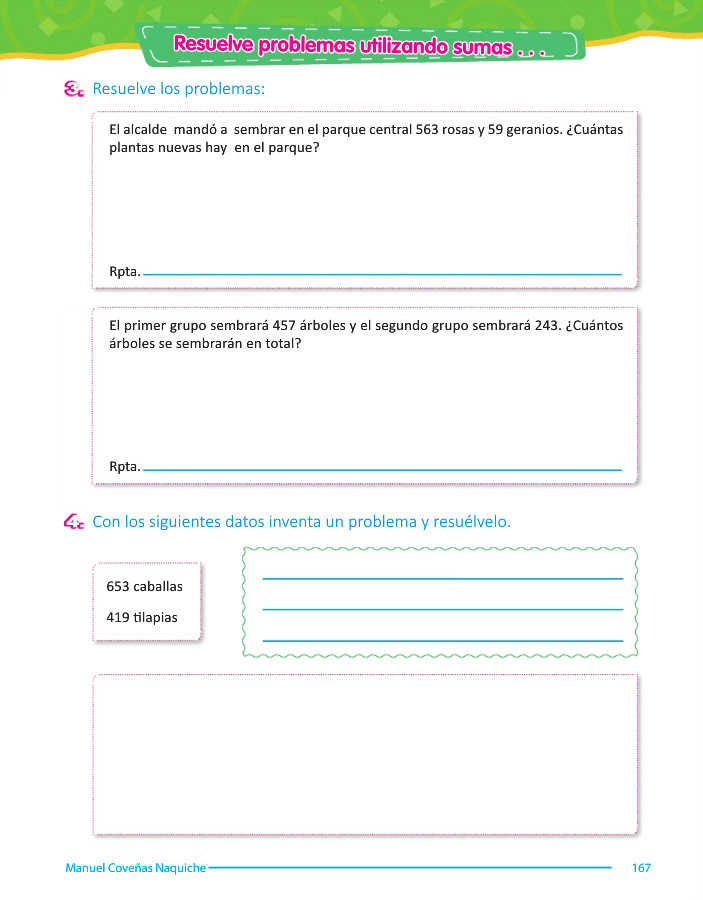 Resuelve problemas utilizando sumas . . .
3. Resuelve los problemas:
El alcalde mandó a sembrar en el parque central 563 rosas y 59 geranios. ¿Cuántas
plantas nuevas hay en el parque?
Rpta.
El primer grupo sembrará 457 árboles y el segundo grupo sembrará 243. ¿Cuántos
árboles se sembrarán en total?
Rpta.
4. Con los siguientes datos inventa un problema y resuélvelo.
653 caballas
419 tilapias
Manuel Coveñas Naquiche 167